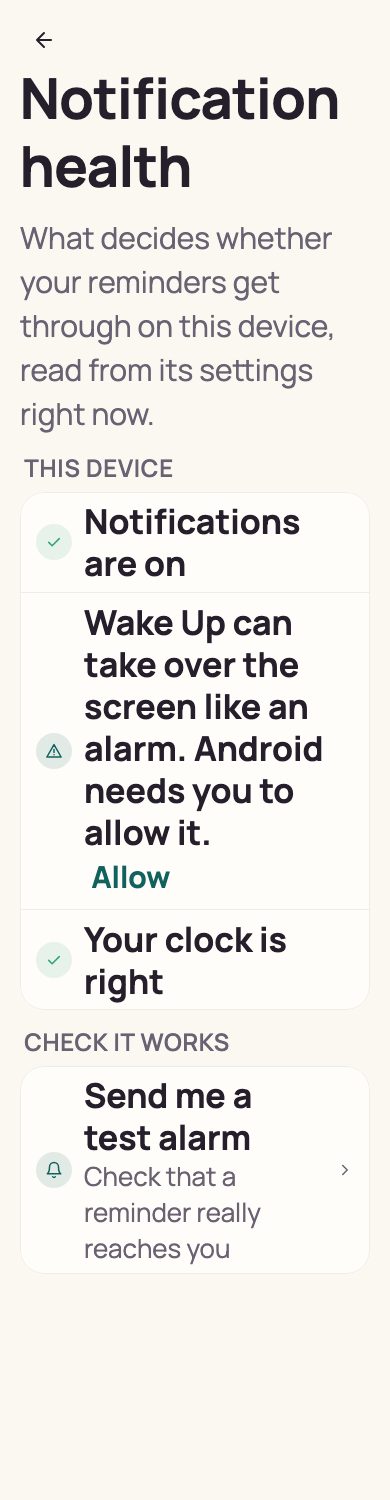 Notification
health
What decides whether
your reminders get
through on this device,
read from its settings
right now.
THIS DEVICE
Notifications
are on
Wake Up can
take over the
screen like an
alarm. Android
needs you to
allow it.
Allow
Your clock is
right
CHECK IT WORKS
Send me a
test alarm
Check that a
reminder really
reaches you